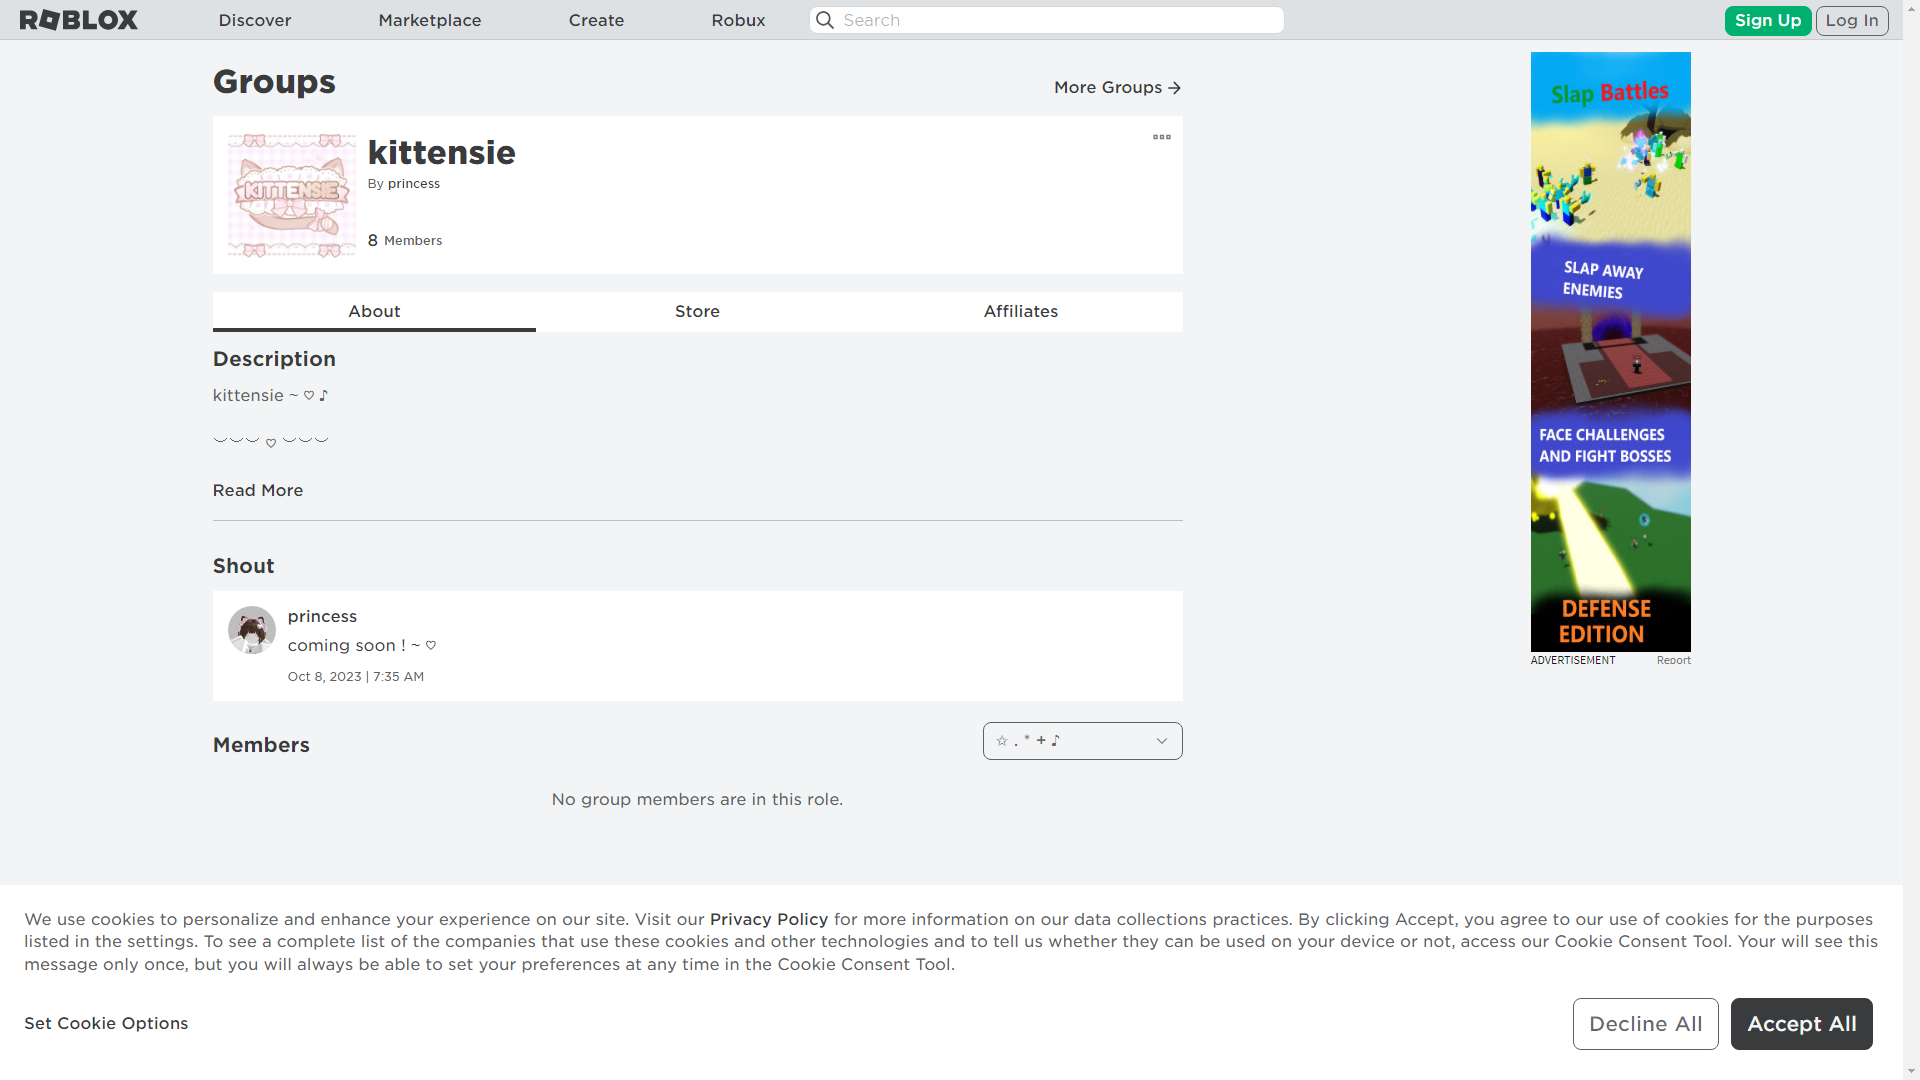 ROBLOX
Discover
Marketplace
Create
Robux
Search
Sign Up
Log In
Groups
More Groups →
KITTENSIE
kittensie
By princess
8 Members
About
Store
Affiliates
Description
kittensie ~ ♡ ♪
︶︶︶ ♡ ︶︶︶
Read More
Shout
princess
coming soon ! ~ ♡
Oct 8, 2023 | 7:35 AM
Members
☆ . * + ♪
No group members are in this role.
Slap Battles
SLAP AWAY
ENEMIES
FACE CHALLENGES
AND FIGHT BOSSES
DEFENSE
EDITION
ADVERTISEMENT
Report
We use cookies to personalize and enhance your experience on our site. Visit our Privacy Policy for more information on our data collections practices. By clicking Accept, you agree to our use of cookies for the purposes
listed in the settings. To see a complete list of the companies that use these cookies and other technologies and to tell us whether they can be used on your device or not, access our Cookie Consent Tool. Your will see this
message only once, but you will always be able to set your preferences at any time in the Cookie Consent Tool.
Set Cookie Options
Decline All
Accept All